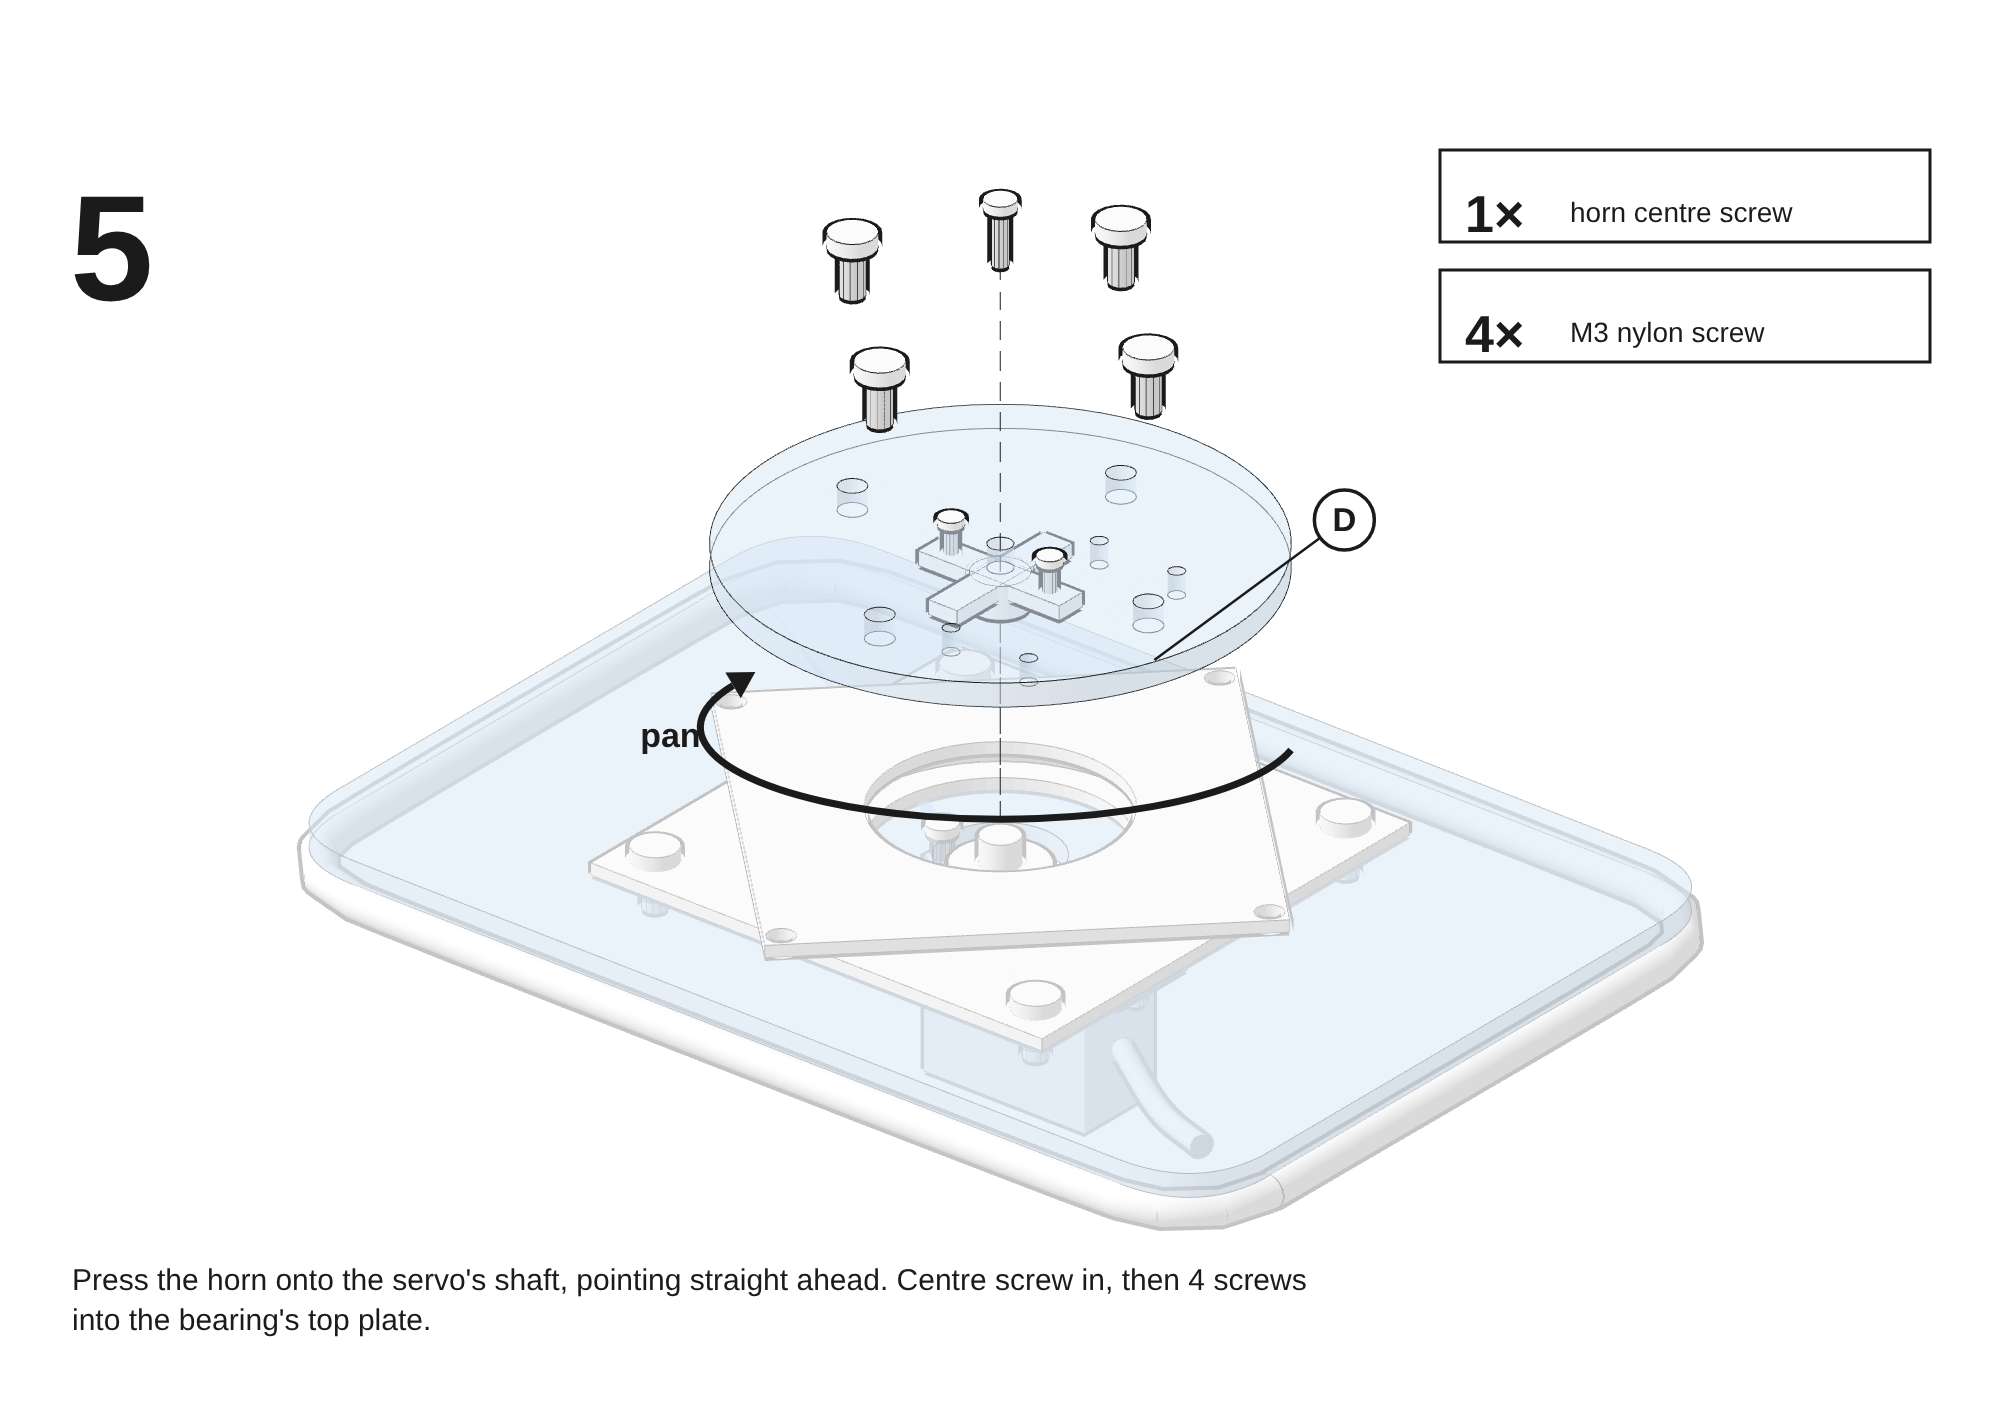 5
1× horn centre screw
4× M3 nylon screw
D
pan
Press the horn onto the servo's shaft, pointing straight ahead. Centre screw in, then 4 screws
into the bearing's top plate.